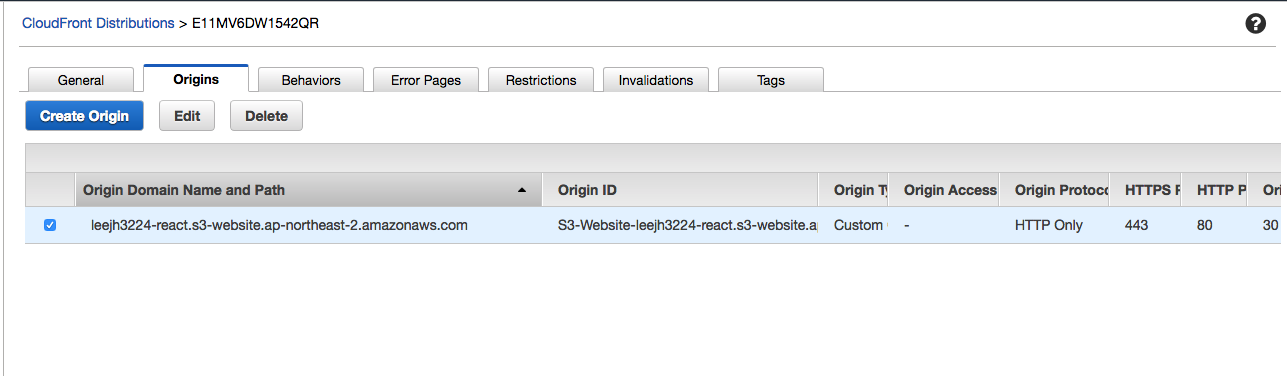 CloudFront Distributions > E11MV6DW1542QR
General Origins Behaviors Error Pages Restrictions Invalidations Tags
Create Origin Edit Delete
Origin Domain Name and Path Origin ID Origin Ty Origin Access Origin Protoco HTTPS P HTTP P Ori
leejh3224-react.s3-website.ap-northeast-2.amazonaws.com S3-Website-leejh3224-react.s3-website.a Custom - HTTP Only 443 80 30